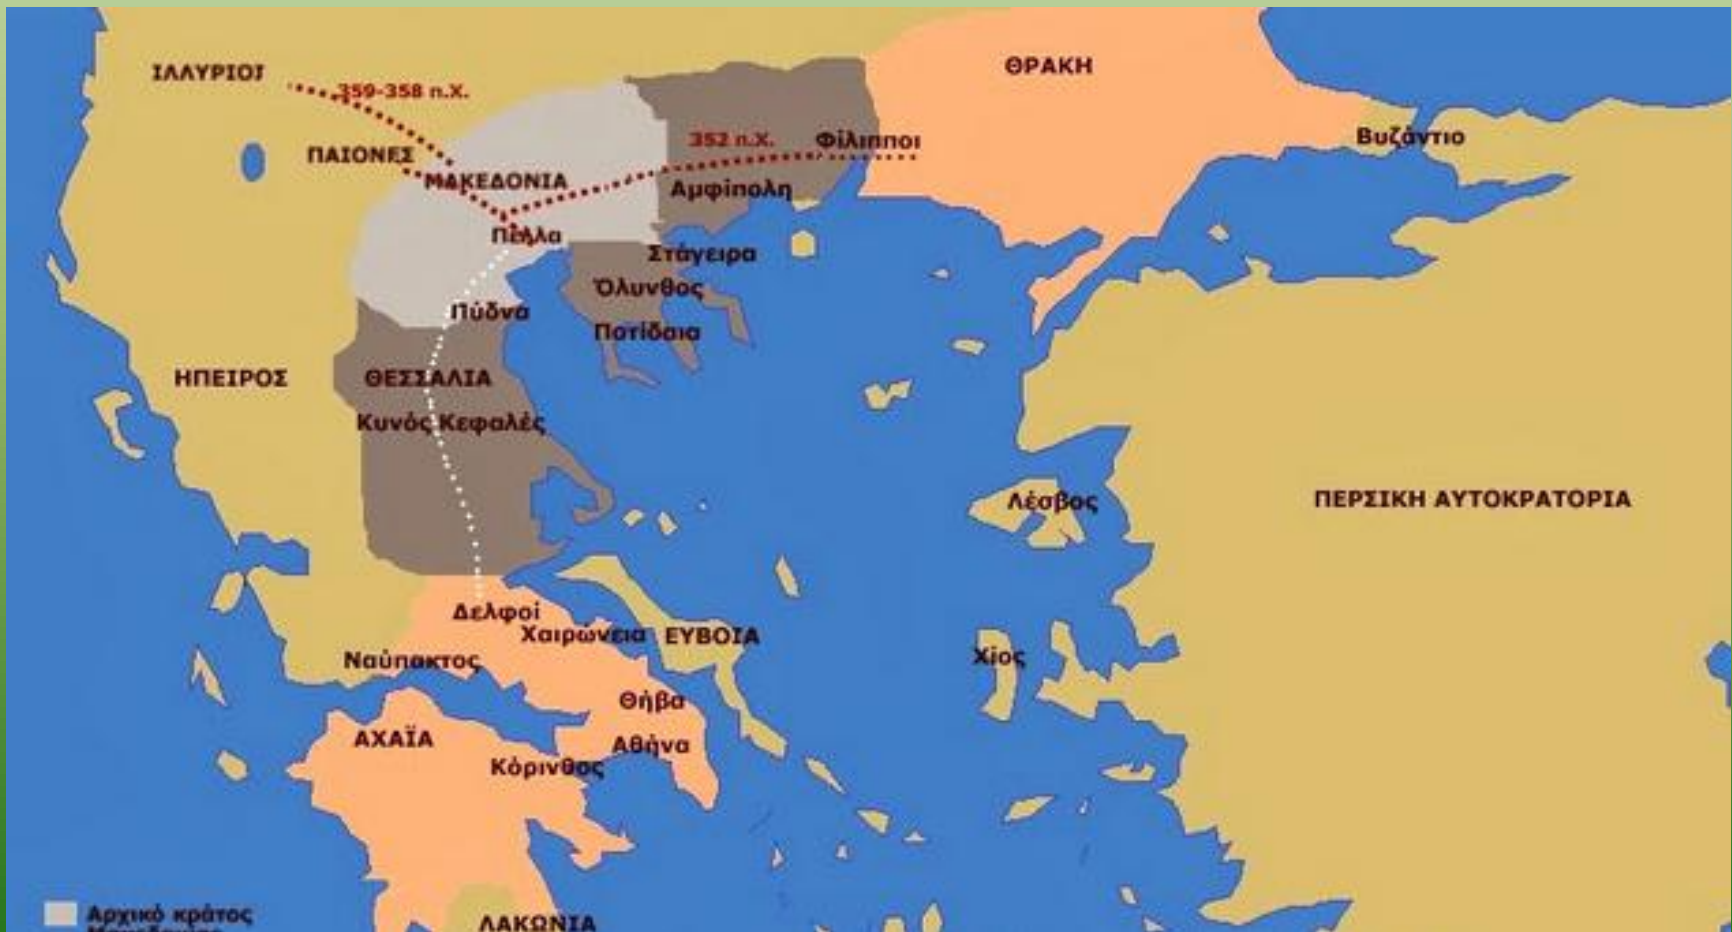 ΘΡΑΚΗ
ΙΛΛΥΡΙΟΙ
359-358 π.Χ.
Βυζάντιο
352 π.Χ.
Φίλιπποι
ΠΑΙΟΝΕΣ
ΜΑΚΕΔΟΝΙΑ
Αμφίπολη
Πέλλα
Στάγειρα
Όλυνθος
Πύδνα
Ποτίδαια
ΗΠΕΙΡΟΣ
ΘΕΣΣΑΛΙΑ
Κυνός Κεφαλές
Λέσβος
ΠΕΡΣΙΚΗ ΑΥΤΟΚΡΑΤΟΡΙΑ
Δελφοί
Χαιρώνεια
ΕΥΒΟΙΑ
Ναύπακτος
Χίος
Θήβα
ΑΧΑΪΑ
Αθήνα
Κόρινθος
Αρχικό κράτος
ΛΑΚΩΝΙΑ